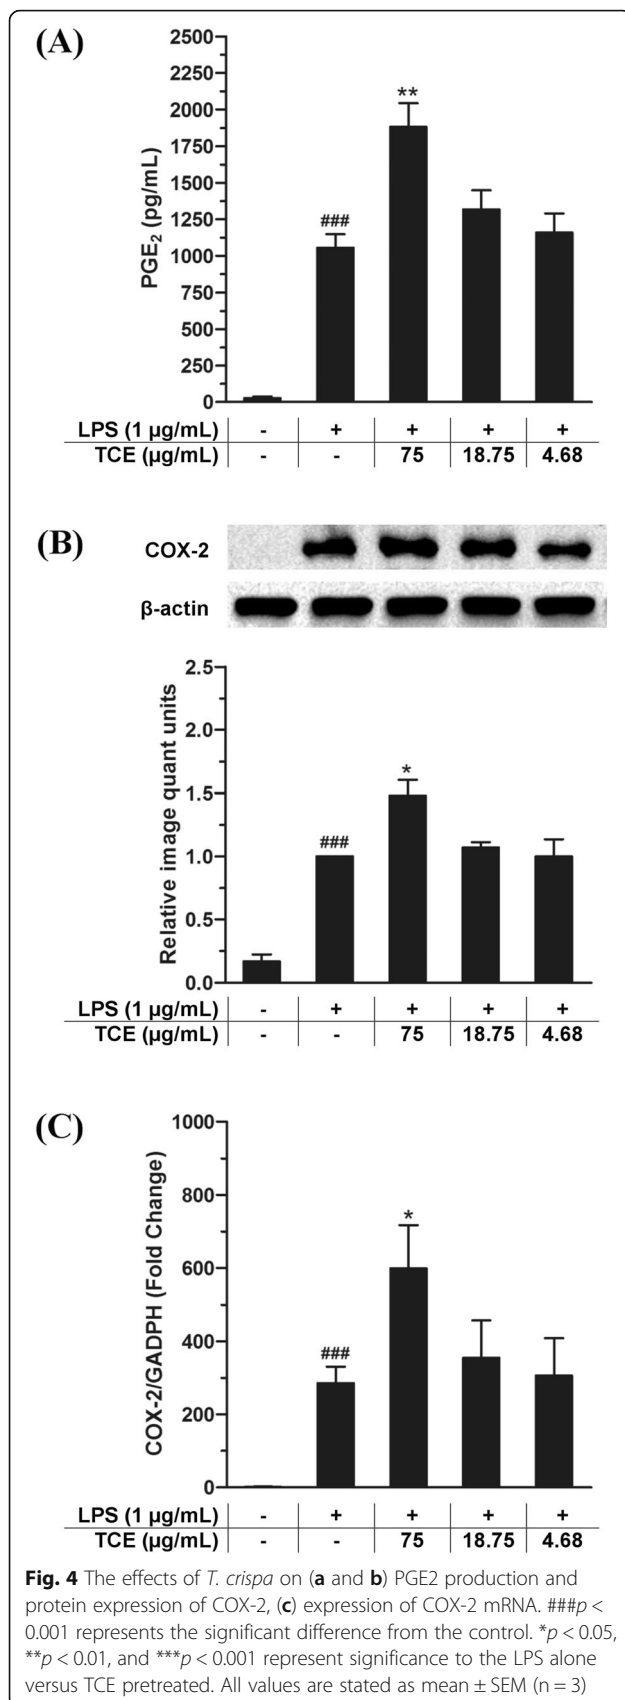 (A)
2500
2250
2000
1750
1500
1250
1000
750
500
250
0
PGE2 (pg/mL)
###
**
LPS (1 µg/mL) - + + + +
TCE (µg/mL) - - 75 18.75 4.68
(B)
COX-2
β-actin
2.5
2.0
1.5
1.0
0.5
0.0
Relative image quant units
###
*
LPS (1 µg/mL) - + + + +
TCE (µg/mL) - - 75 18.75 4.68
(C)
1000
800
600
400
200
0
COX-2/GADPH (Fold Change)
###
*
LPS (1 µg/mL) - + + + +
TCE (µg/mL) - - 75 18.75 4.68
Fig. 4 The effects of T. crispa on (a and b) PGE2 production and
protein expression of COX-2, (c) expression of COX-2 mRNA. ###p <
0.001 represents the significant difference from the control. *p < 0.05,
**p < 0.01, and ***p < 0.001 represent significance to the LPS alone
versus TCE pretreated. All values are stated as mean ± SEM (n = 3)